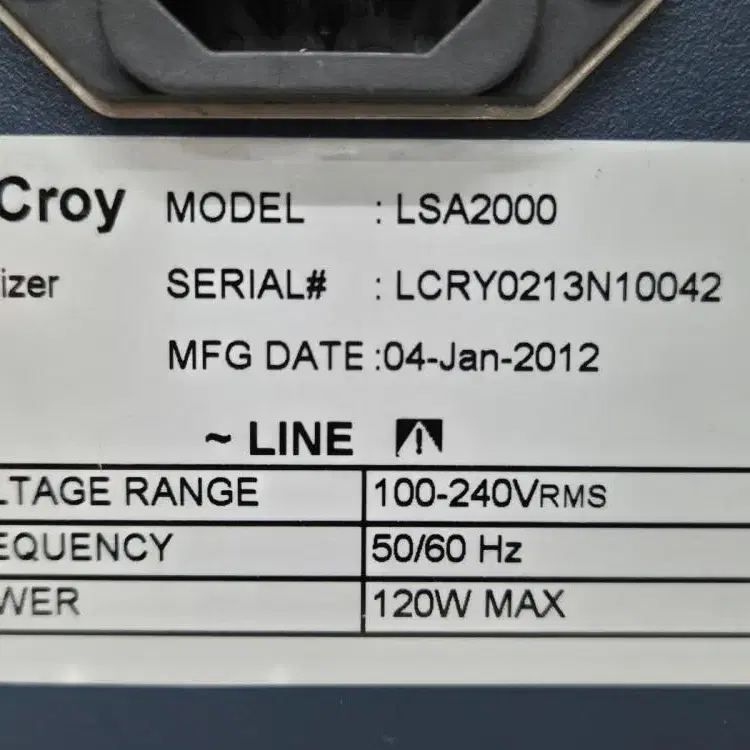 Croy MODEL : LSA2000
izer SERIAL# : LCRY0213N10042
MFG DATE :04-Jan-2012
~ LINE
LTAGE RANGE 100-240VRMS
EQUENCY 50/60 Hz
WER 120W MAX